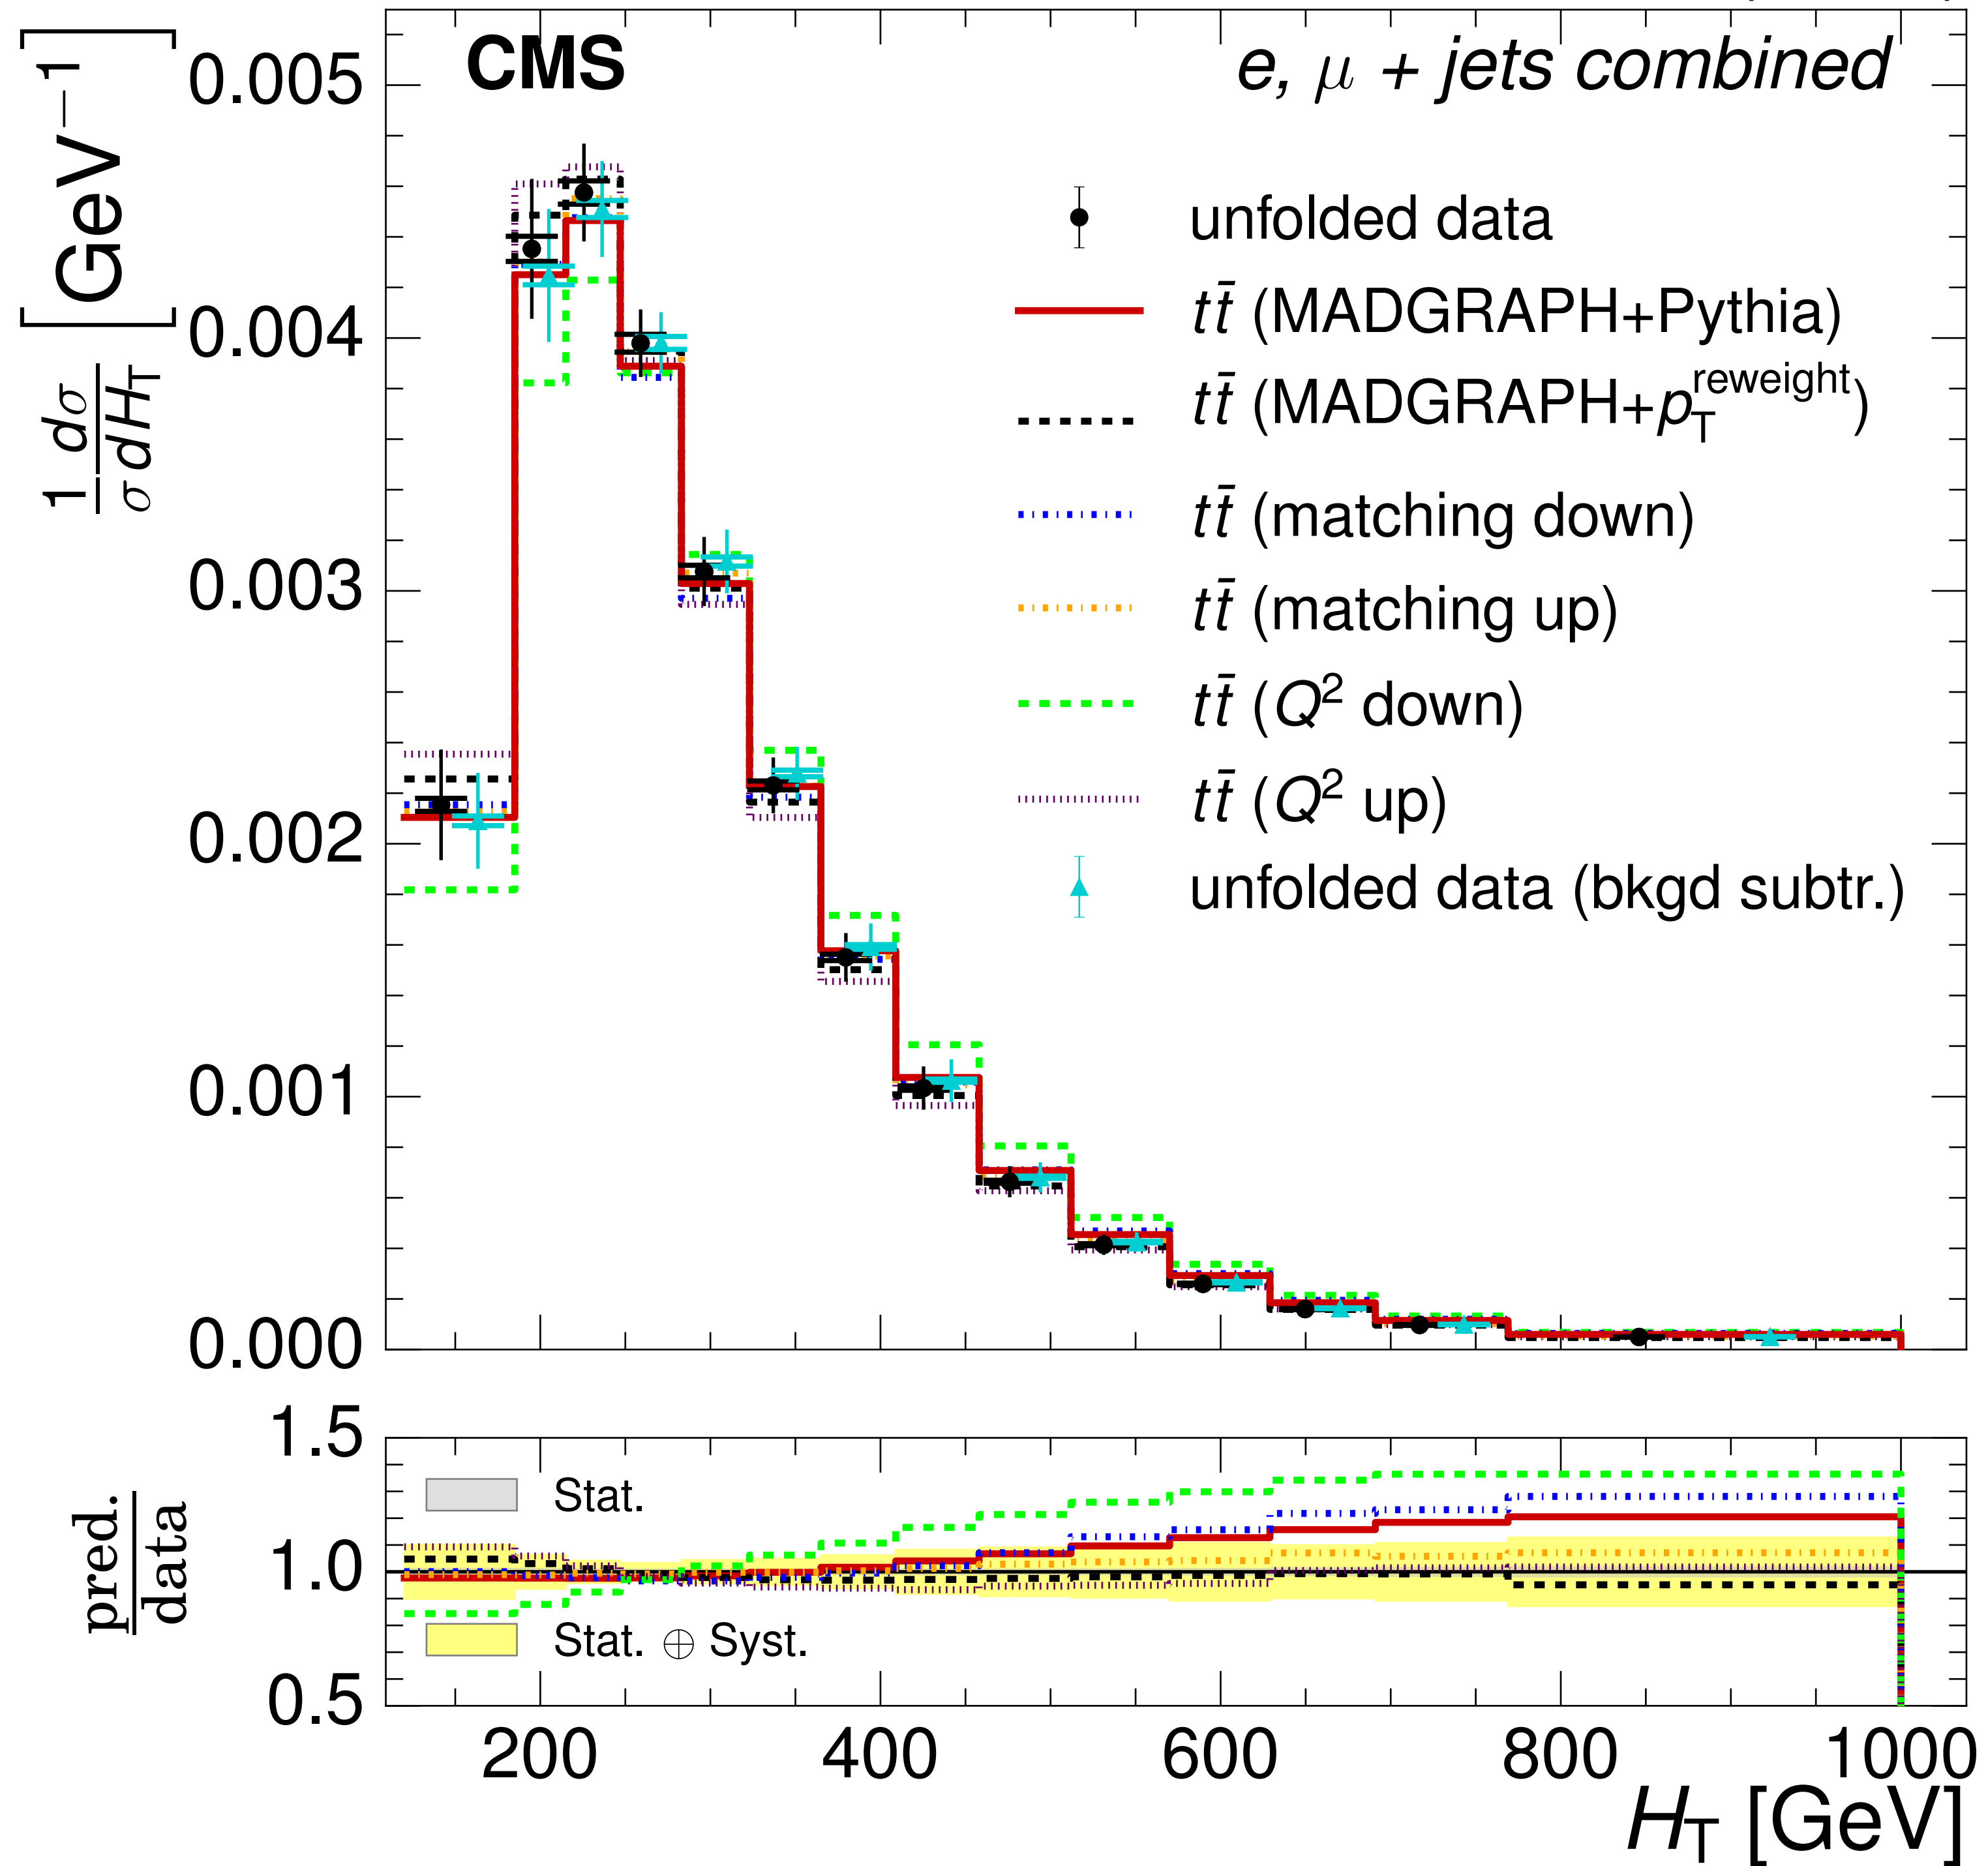 CMS
e, μ + jets combined
1/σ dσ/dH_T [GeV⁻¹]
0.005
0.004
0.003
0.002
0.001
0.000
unfolded data
tt̄ (MADGRAPH+Pythia)
tt̄ (MADGRAPH+p_T^reweight)
tt̄ (matching down)
tt̄ (matching up)
tt̄ (Q² down)
tt̄ (Q² up)
unfolded data (bkgd subtr.)
pred./data
1.5
1.0
0.5
Stat.
Stat. ⊕ Syst.
200 400 600 800 1000
H_T [GeV]